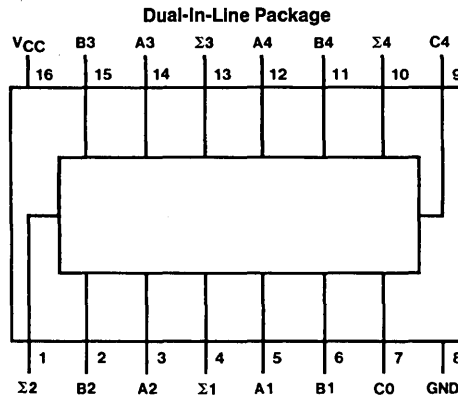 Dual-In-Line Package
VCC B3 A3 Σ3 A4 B4 Σ4 C4
16 15 14 13 12 11 10 9
1 2 3 4 5 6 7 8
Σ2 B2 A2 Σ1 A1 B1 C0 GND